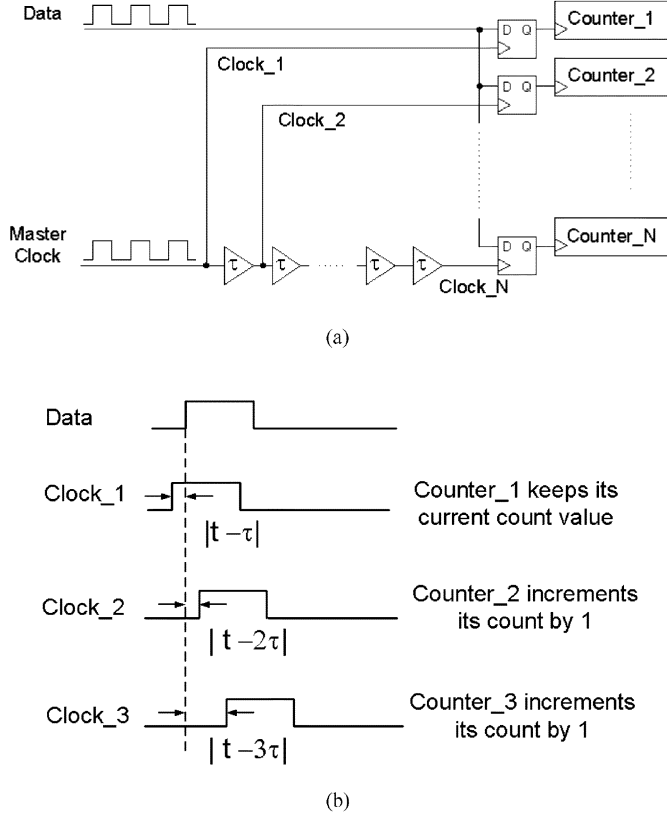 Data
D Q
Counter_1
Clock_1
D Q
Counter_2
Clock_2
Master
Clock
τ τ τ τ
Clock_N
D Q
Counter_N
(a)
Data
Clock_1
|t −τ|
Counter_1 keeps its
current count value
Clock_2
| t −2τ|
Counter_2 increments
its count by 1
Clock_3
| t −3τ|
Counter_3 increments
its count by 1
(b)